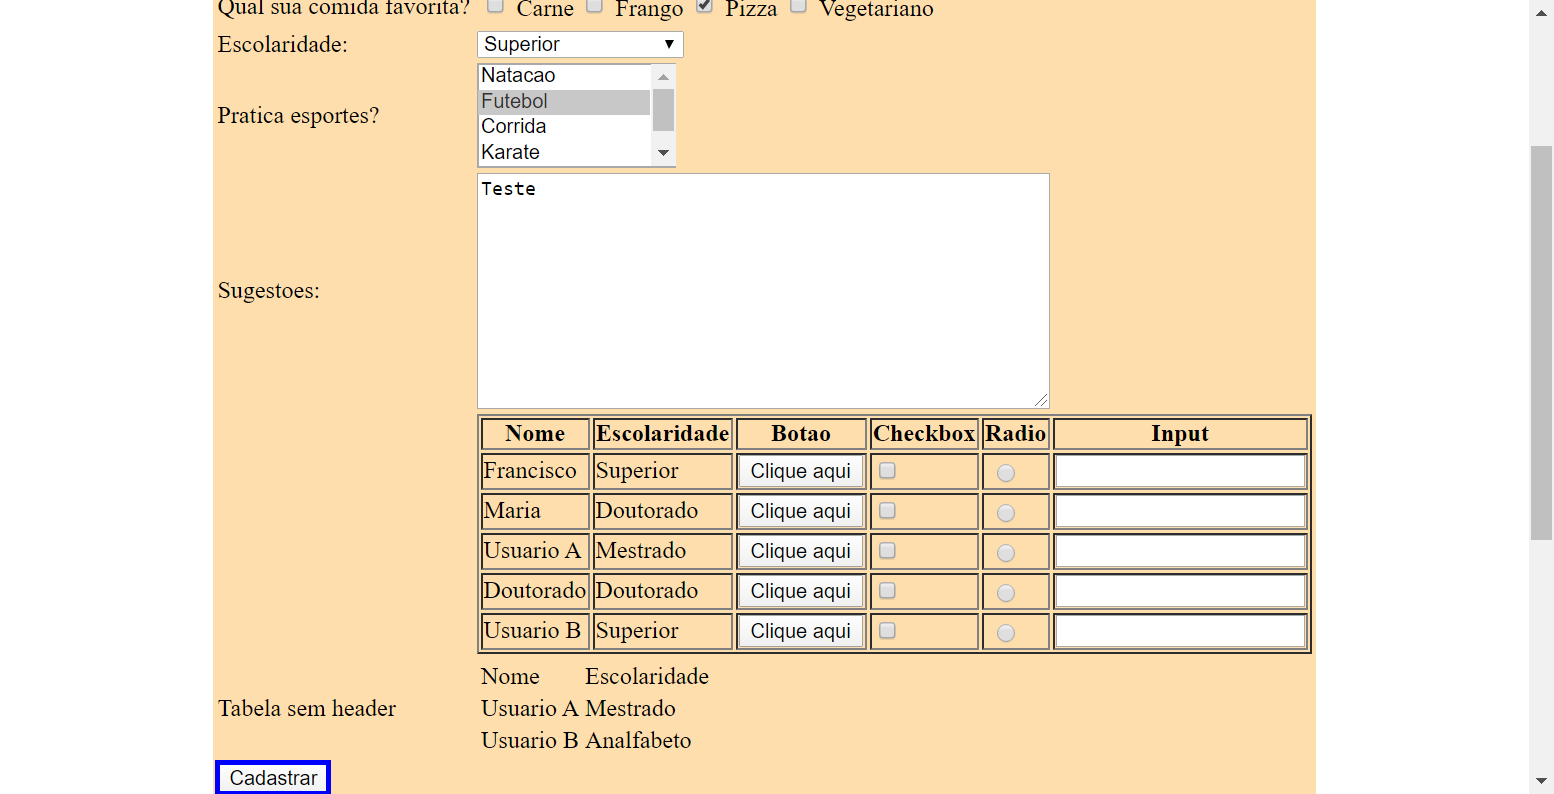 Qual sua comida favorita? Carne Frango Pizza Vegetariano
Escolaridade: Superior
Natacao
Futebol
Pratica esportes?
Corrida
Karate
Teste
Sugestoes:
Nome Escolaridade Botao Checkbox Radio Input
Francisco Superior Clique aqui
Maria Doutorado Clique aqui
Usuario A Mestrado Clique aqui
Doutorado Doutorado Clique aqui
Usuario B Superior Clique aqui
Nome Escolaridade
Tabela sem header Usuario A Mestrado
Usuario B Analfabeto
Cadastrar